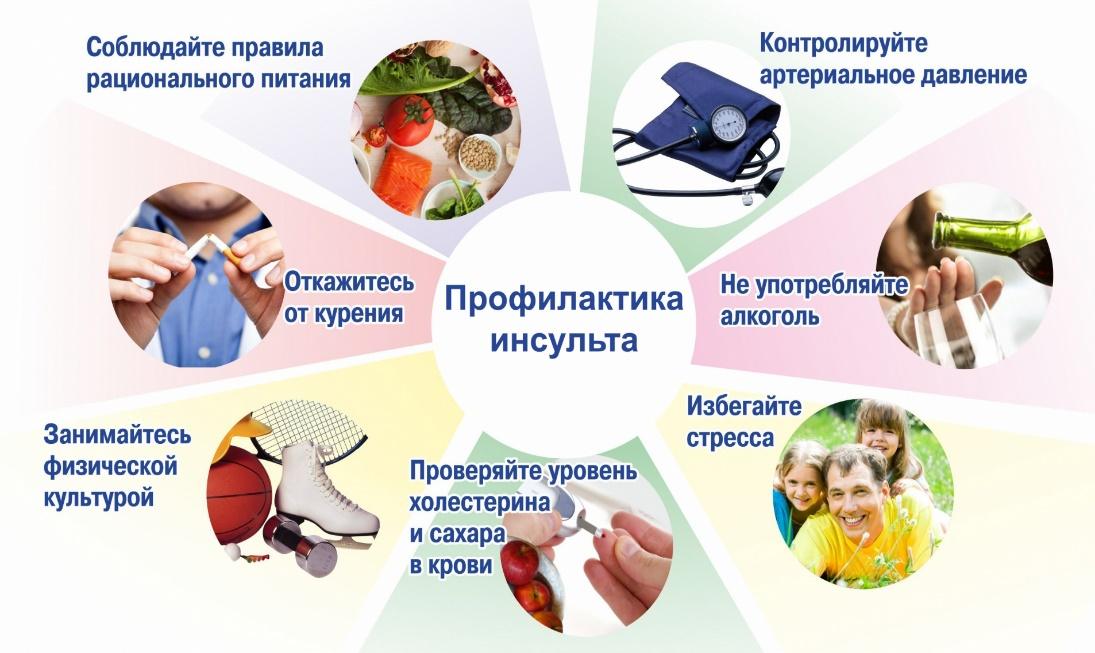 Соблюдайте правила
рационального питания
Контролируйте
артериальное давление
Откажитесь
от курения
Профилактика
инсульта
Не употребляйте
алкоголь
Занимайтесь
физической
культурой
Проверяйте уровень
холестерина
и сахара
в крови
Избегайте
стресса